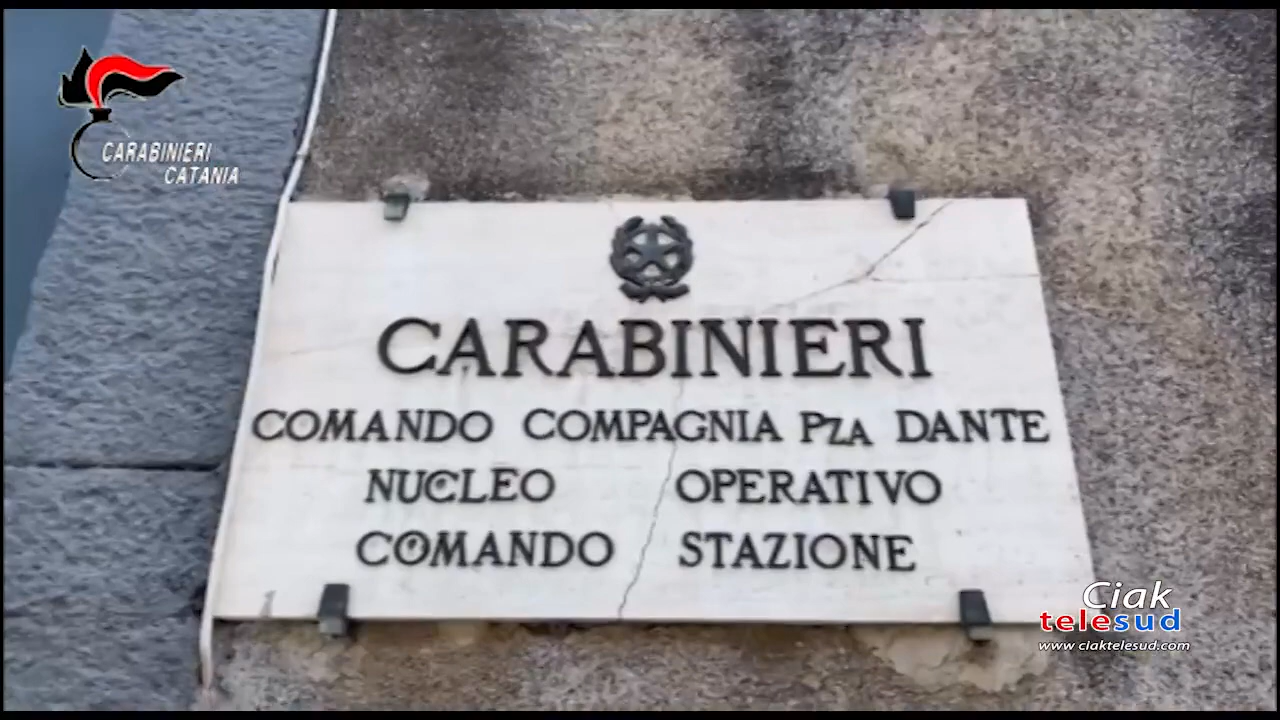 CARABINIERI
CATANIA
CARABINIERI
COMANDO COMPAGNIA PZA DANTE
NUCLEO OPERATIVO
COMANDO STAZIONE
Ciak
telesud
www.ciaktelesud.com